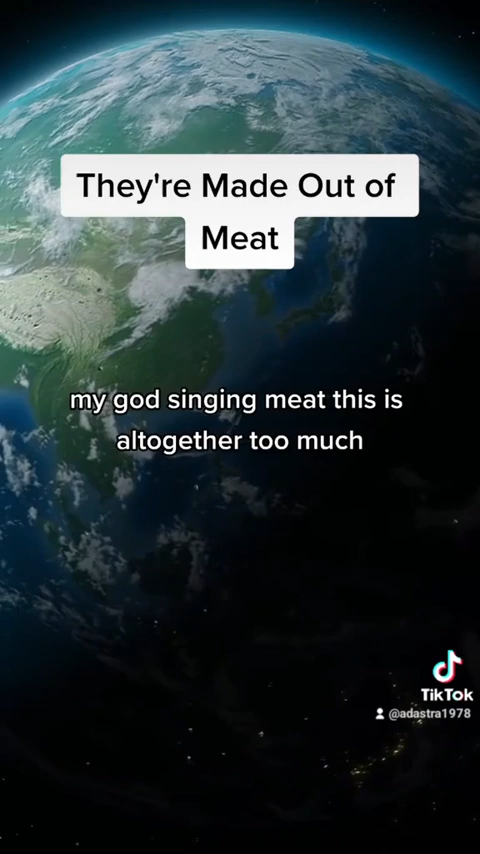 They're Made Out of
Meat
my god singing meat this is
altogether too much
TikTok
@adastra1978